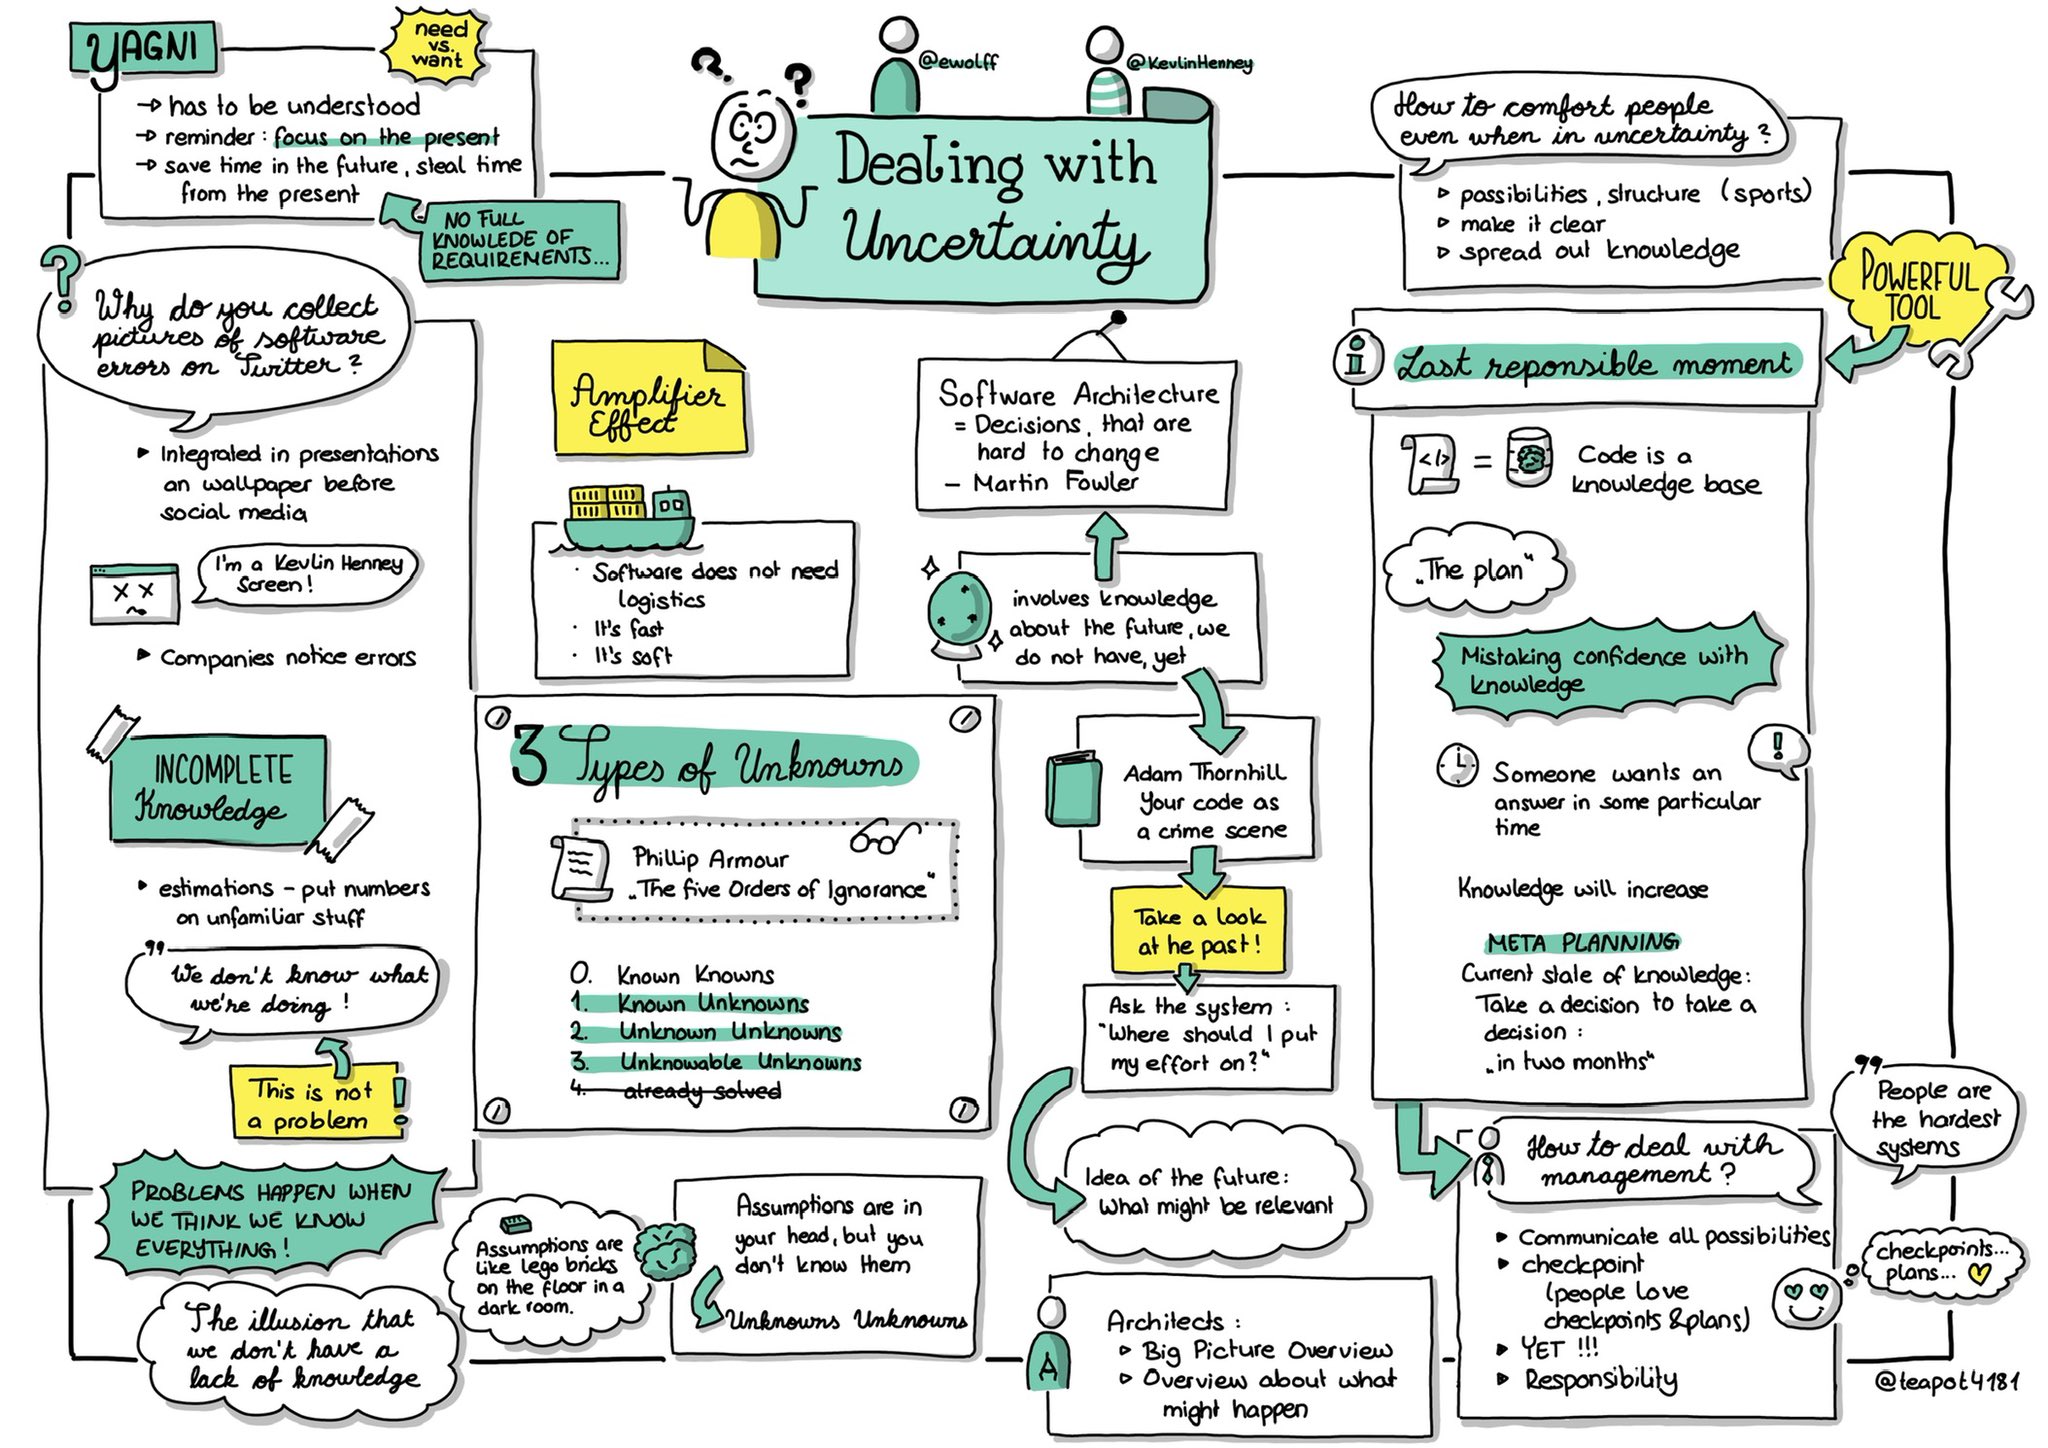 YAGNI
need
vs.
want
has to be understood
reminder: focus on the present
save time in the future, steal time
from the present
NO FULL
KNOWLEDE OF
REQUIREMENTS...
@ewolff
@KevlinHenney
Dealing with
Uncertainty
How to comfort people
even when in uncertainty?
possibilities, structure (sports)
make it clear
spread out knowledge
POWERFUL
TOOL
Why do you collect
pictures of software
errors on Twitter?
Integrated in presentations
an wallpaper before
social media
I'm a Kevlin Henney
Screen!
Companies notice errors
INCOMPLETE
Knowledge
estimations - put numbers
on unfamiliar stuff
We don't know what
we're doing!
This is not
a problem
!
PROBLEMS HAPPEN WHEN
WE THINK WE KNOW
EVERYTHING!
The illusion that
we don't have a
lack of knowledge
Amplifier
Effect
Software does not need
logistics
It's fast
It's soft
3 Types of Unknowns
Phillip Armour
„The five Orders of Ignorance“
0. Known Knowns
1. Known Unknowns
2. Unknown Unknowns
3. Unknowable Unknowns
4. already solved
Assumptions are
like lego bricks
on the floor in a
dark room.
Assumptions are in
your head, but you
don't know them
Unknowns Unknowns
Software Architecture
= Decisions, that are
hard to change
– Martin Fowler
involves knowledge
about the future, we
do not have, yet
Adam Thornhill
Your code as
a crime scene
Take a look
at he past!
Ask the system:
"Where should I put
my effort on?"
Idea of the future:
What might be relevant
A
Architects:
Big Picture Overview
Overview about what
might happen
i
Last reponsible moment
</> =
Code is a
knowledge base
„The plan“
Mistaking confidence with
knowledge
!
Someone wants an
answer in some particular
time
Knowledge will increase
META PLANNING
Current state of knowledge:
Take a decision to take a
decision:
„in two months“
How to deal with
management?
Communicate all possibilities
checkpoint
(people love
checkpoints & plans)
YET !!!
Responsibility
People are
the hardest
systems
checkpoints...
plans...
@teapot4181